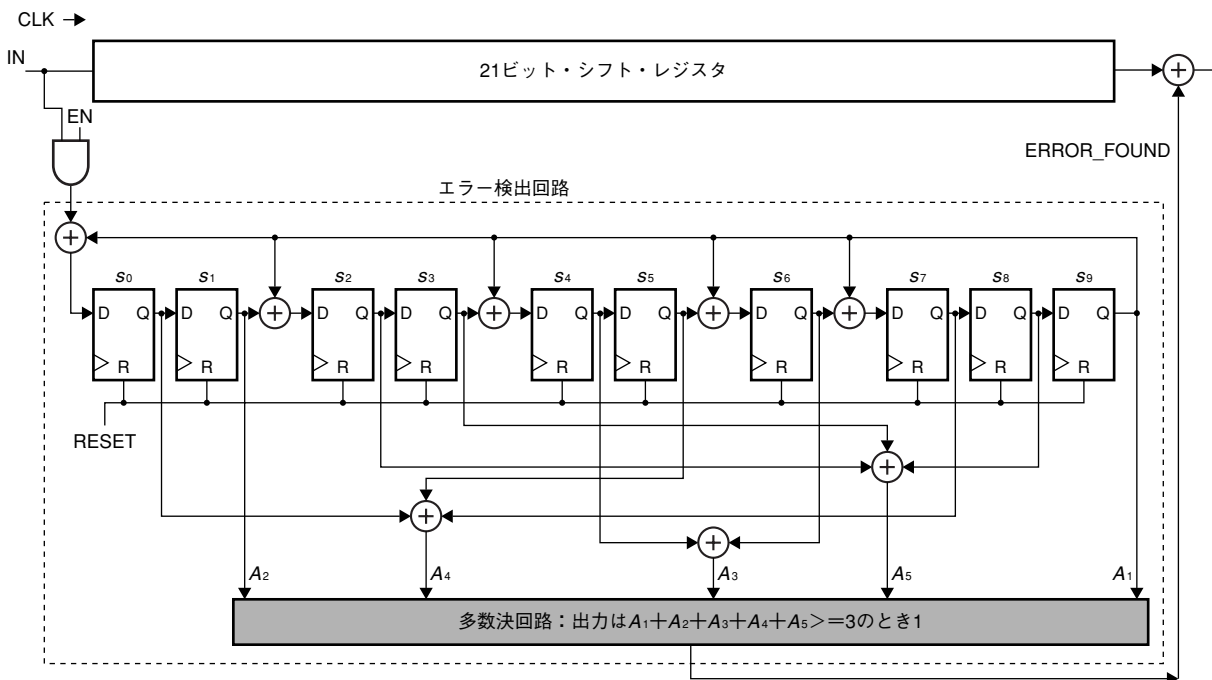 CLK
IN
21ビット・シフト・レジスタ
EN
ERROR_FOUND
エラー検出回路
S0 S1 S2 S3 S4 S5 S6 S7 S8 S9
D Q D Q D Q D Q D Q D Q D Q D Q D Q D Q
R R R R R R R R R R
RESET
A2 A4 A3 A5 A1
多数決回路：出力はA1＋A2＋A3＋A4＋A5＞＝3のとき1